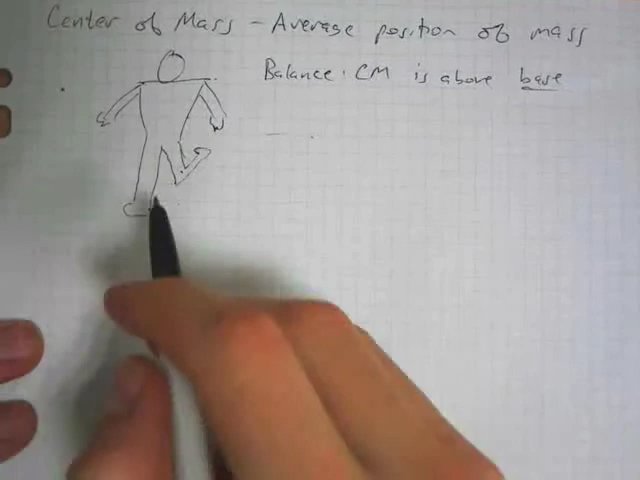 Center of Mass - Average position of mass
Balance: CM is above base